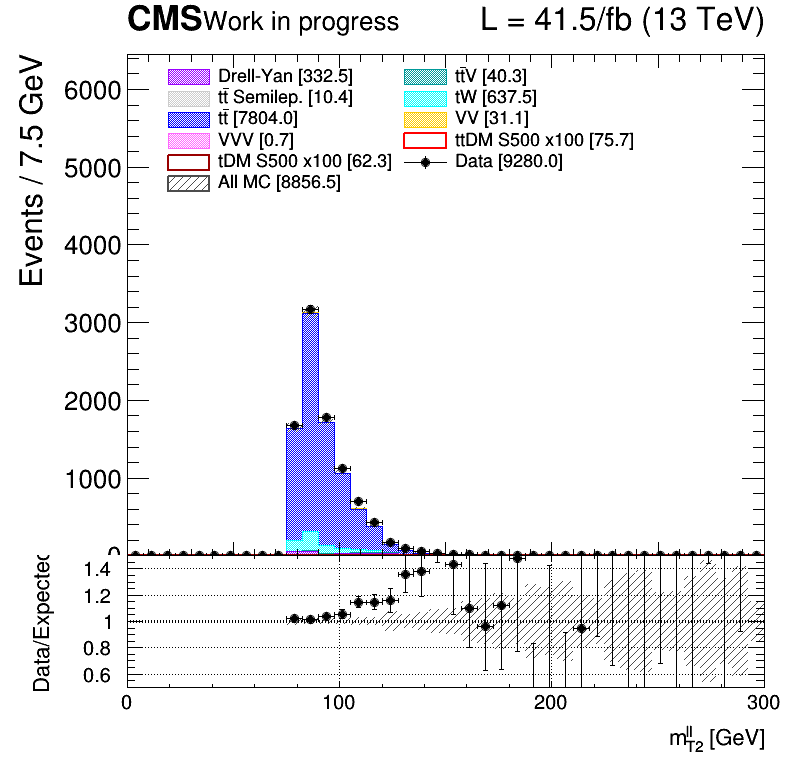 CMS Work in progress L = 41.5/fb (13 TeV)
Events / 7.5 GeV
6000
5000
4000
3000
2000
1000
0
Drell-Yan [332.5] tt̄V [40.3]
tt̄ Semilep. [10.4] tW [637.5]
tt̄ [7804.0] VV [31.1]
VVV [0.7] ttDM S500 x100 [75.7]
tDM S500 x100 [62.3] Data [9280.0]
All MC [8856.5]
Data/Expected
1.4
1.2
1
0.8
0.6
0 100 200 300
m_T2^ll [GeV]